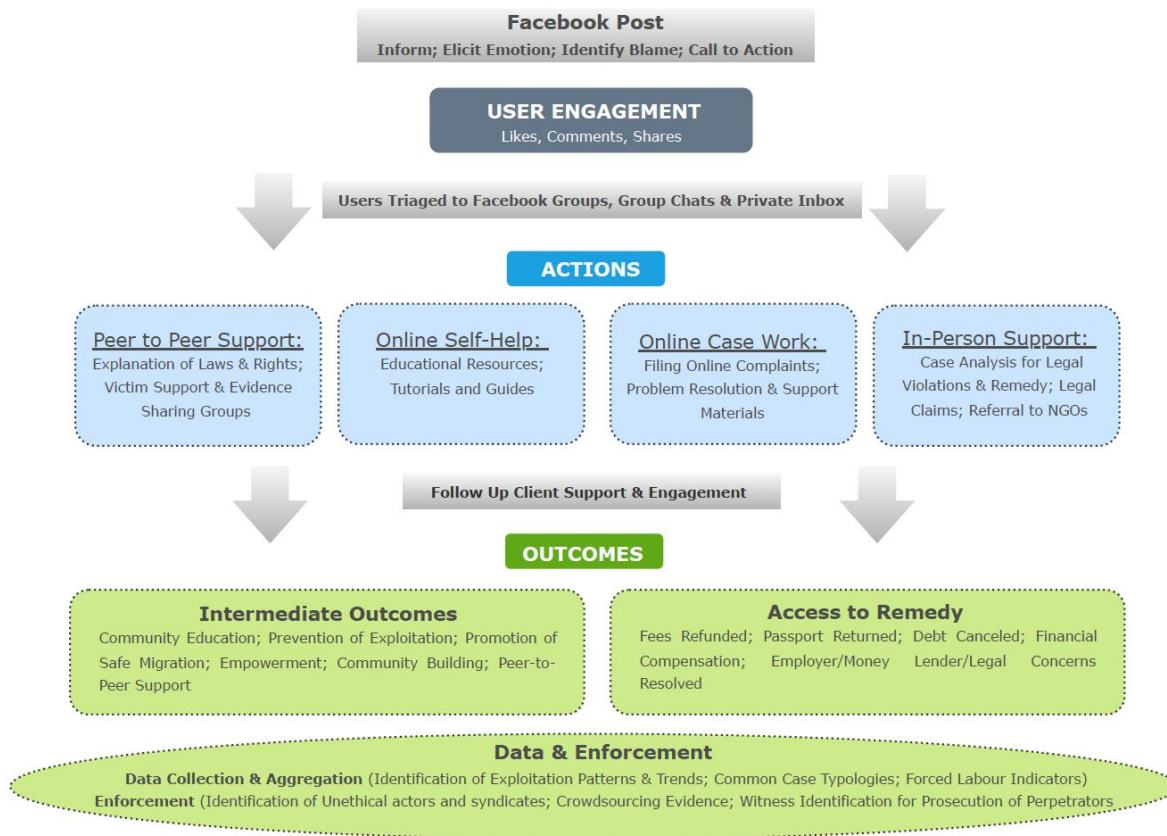 Facebook Post
Inform; Elicit Emotion; Identify Blame; Call to Action
USER ENGAGEMENT
Likes, Comments, Shares
Users Triaged to Facebook Groups, Group Chats & Private Inbox
ACTIONS
Peer to Peer Support:
Explanation of Laws & Rights;
Victim Support & Evidence
Sharing Groups
Online Self-Help:
Educational Resources;
Tutorials and Guides
Online Case Work:
Filing Online Complaints;
Problem Resolution & Support
Materials
In-Person Support:
Case Analysis for Legal
Violations & Remedy; Legal
Claims; Referral to NGOs
Follow Up Client Support & Engagement
OUTCOMES
Intermediate Outcomes
Community Education; Prevention of Exploitation; Promotion of
Safe Migration; Empowerment; Community Building; Peer-to-
Peer Support
Access to Remedy
Fees Refunded; Passport Returned; Debt Canceled; Financial
Compensation; Employer/Money Lender/Legal Concerns
Resolved
Data & Enforcement
Data Collection & Aggregation (Identification of Exploitation Patterns & Trends; Common Case Typologies; Forced Labour Indicators)
Enforcement (Identification of Unethical actors and syndicates; Crowdsourcing Evidence; Witness Identification for Prosecution of Perpetrators